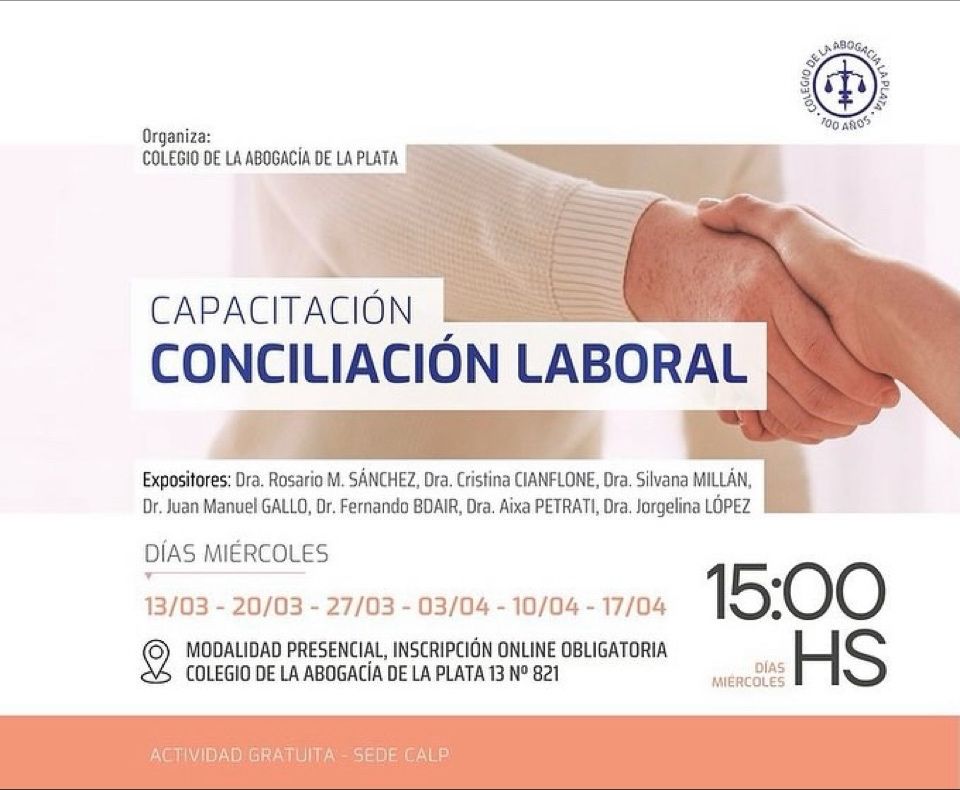 COLEGIO DE LA ABOGACÍA LA PLATA • 100 AÑOS •
Organiza:
COLEGIO DE LA ABOGACÍA DE LA PLATA
CAPACITACIÓN
CONCILIACIÓN LABORAL
Expositores: Dra. Rosario M. SÁNCHEZ, Dra. Cristina CIANFLONE, Dra. Silvana MILLÁN,
Dr. Juan Manuel GALLO, Dr. Fernando BDAIR, Dra. Aixa PETRATI, Dra. Jorgelina LÓPEZ
DÍAS MIÉRCOLES
13/03 - 20/03 - 27/03 - 03/04 - 10/04 - 17/04
MODALIDAD PRESENCIAL, INSCRIPCIÓN ONLINE OBLIGATORIA
COLEGIO DE LA ABOGACÍA DE LA PLATA 13 Nº 821
15:00
HS
DÍAS
MIÉRCOLES
ACTIVIDAD GRATUITA - SEDE CALP